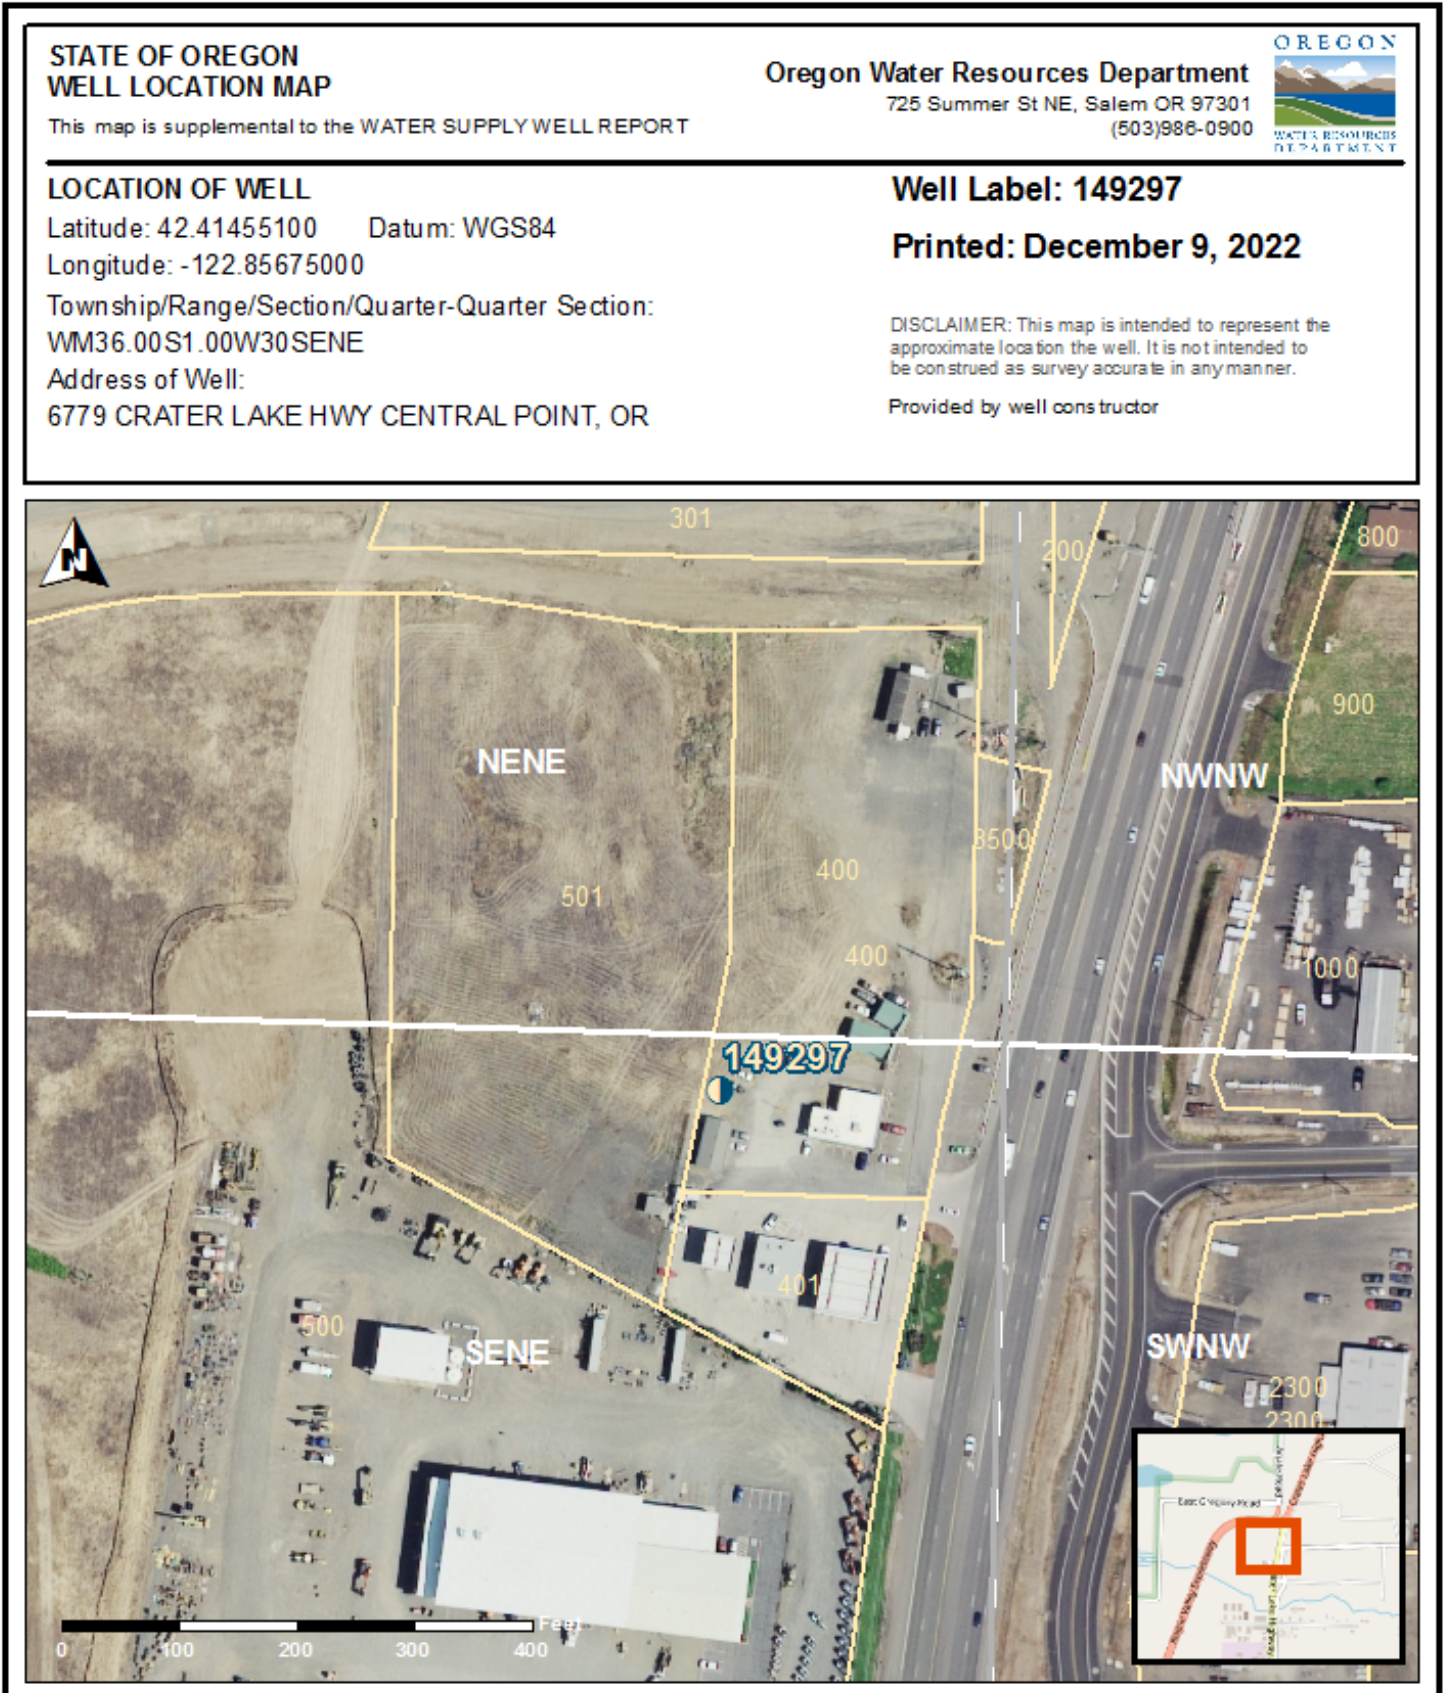 STATE OF OREGON
WELL LOCATION MAP
This map is supplemental to the WATER SUPPLY WELL REPORT
Oregon Water Resources Department
725 Summer St NE, Salem OR 97301
(503)986-0900
OREGON
WATER RESOURCES
DEPARTMENT
LOCATION OF WELL
Latitude: 42.41455100 Datum: WGS84
Longitude: -122.85675000
Township/Range/Section/Quarter-Quarter Section:
WM36.00S1.00W30SENE
Address of Well:
6779 CRATER LAKE HWY CENTRAL POINT, OR
Well Label: 149297
Printed: December 9, 2022
DISCLAIMER: This map is intended to represent the
approximate location the well. It is not intended to
be construed as survey accurate in any manner.
Provided by well constructor
N
301
200
800
900
NENE
NWNW
3500
400
501
400
1000
149297
401
500
SENE
SWNW
2300
2300
East Gregory Road
Feet
0 100 200 300 400